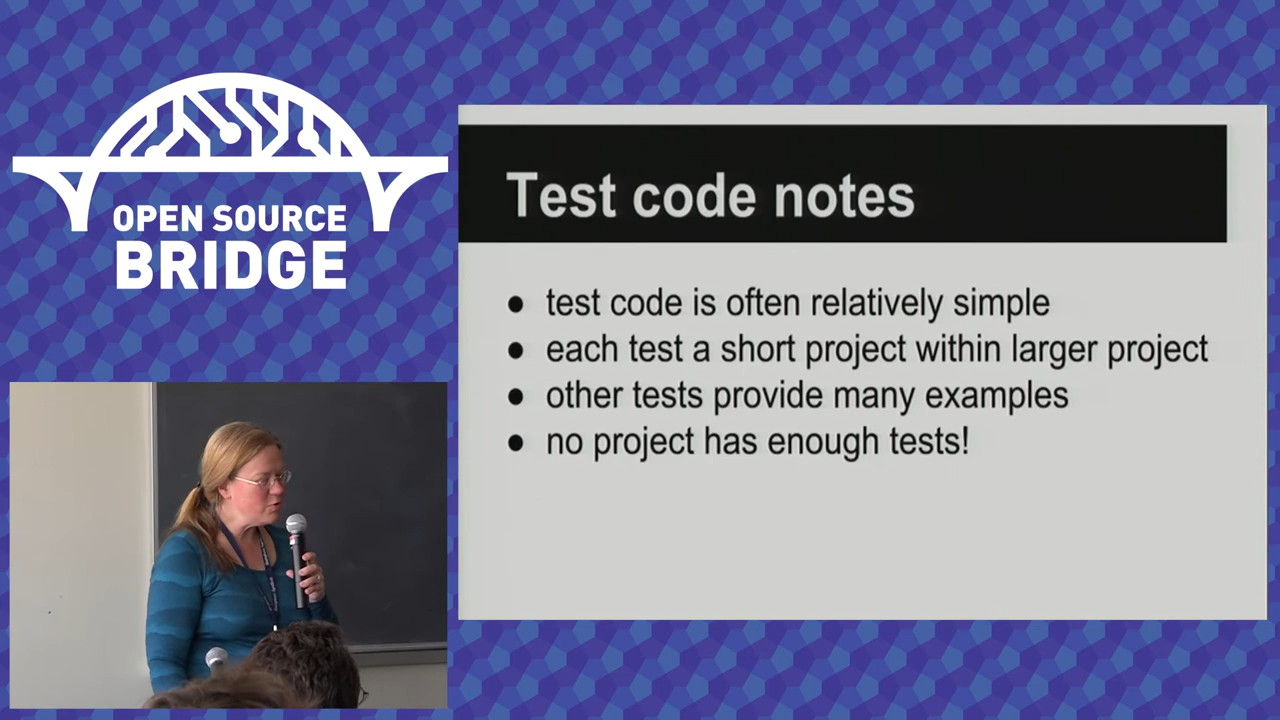 OPEN SOURCE
BRIDGE
Test code notes
● test code is often relatively simple
● each test a short project within larger project
● other tests provide many examples
● no project has enough tests!